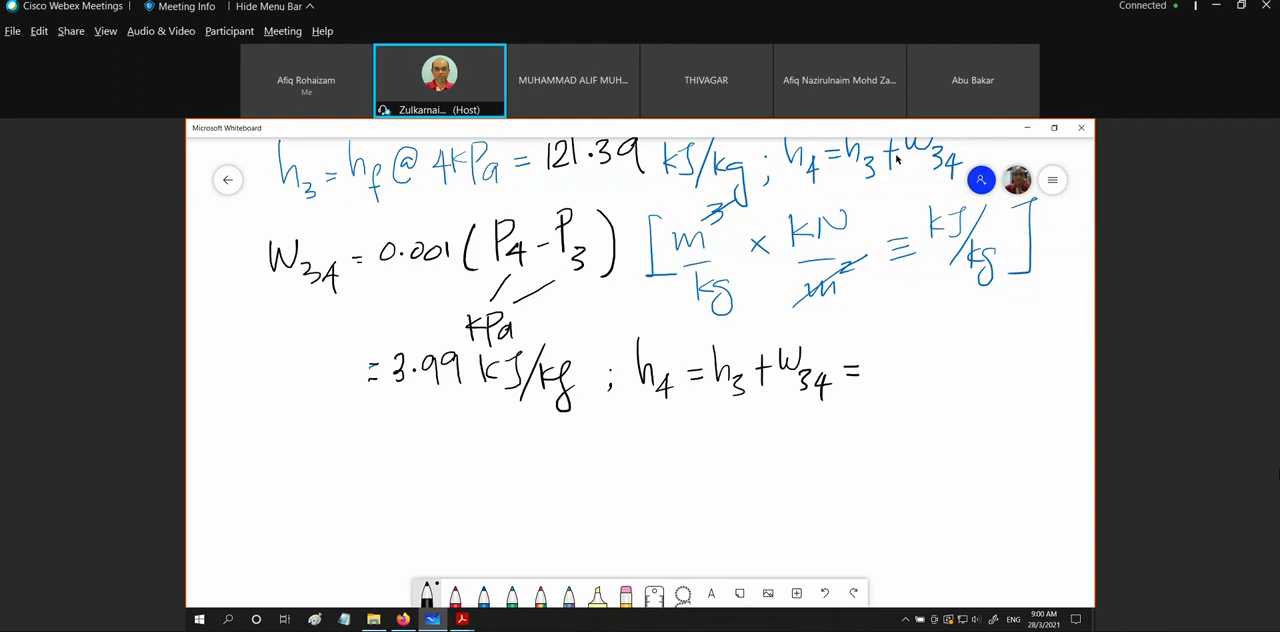 Cisco Webex Meetings | Meeting Info | Hide Menu Bar Connected
File Edit Share View Audio & Video Participant Meeting Help
Afiq Rohaizam
Me
Zulkarnai... (Host)
MUHAMMAD ALIF MUH...
THIVAGAR
Afiq Nazirulnaim Mohd Za...
Abu Bakar
Microsoft Whiteboard
h₃ = hf @ 4kPa = 121.39 kJ/kg ; h₄ = h₃ + w₃₄
w₃₄ = 0.001 ( P₄ - P₃ ) [ m³/kg × kN/m² ≡ kJ/kg ]
kPa
= 3.99 kJ/kg ; h₄ = h₃ + w₃₄ =
A
ENG
9:00 AM
28/3/2021